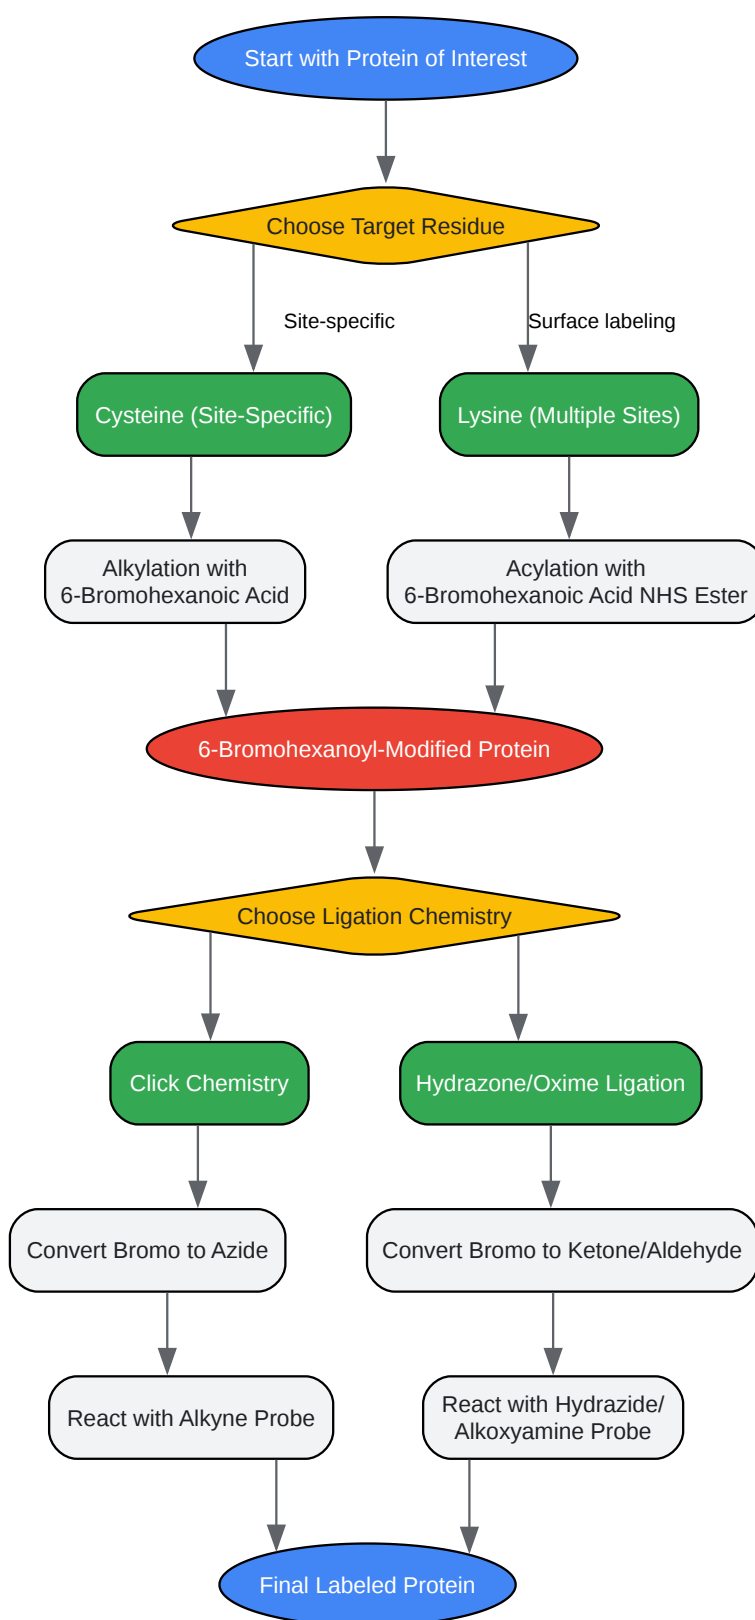 Start with Protein of Interest
Choose Target Residue
Site-specific
Surface labeling
Cysteine (Site-Specific)
Lysine (Multiple Sites)
Alkylation with
6-Bromohexanoic Acid
Acylation with
6-Bromohexanoic Acid NHS Ester
6-Bromohexanoyl-Modified Protein
Choose Ligation Chemistry
Click Chemistry
Hydrazone/Oxime Ligation
Convert Bromo to Azide
Convert Bromo to Ketone/Aldehyde
React with Alkyne Probe
React with Hydrazide/
Alkoxyamine Probe
Final Labeled Protein